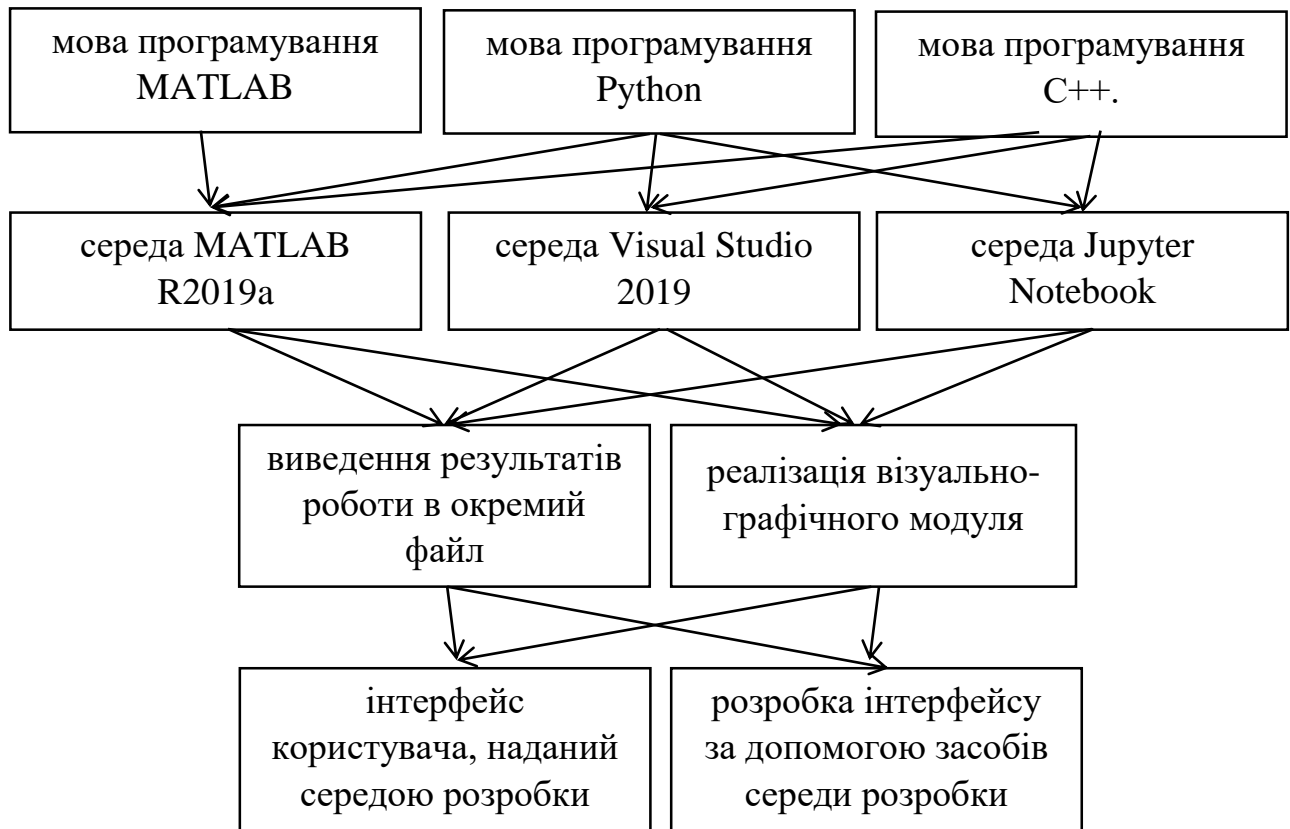 мова програмування
MATLAB
мова програмування
Python
мова програмування
C++.
середа MATLAB
R2019a
середа Visual Studio
2019
середа Jupyter
Notebook
виведення результатів
роботи в окремий
файл
реалізація візуально-
графічного модуля
інтерфейс
користувача, наданий
середою розробки
розробка інтерфейсу
за допомогою засобів
середи розробки